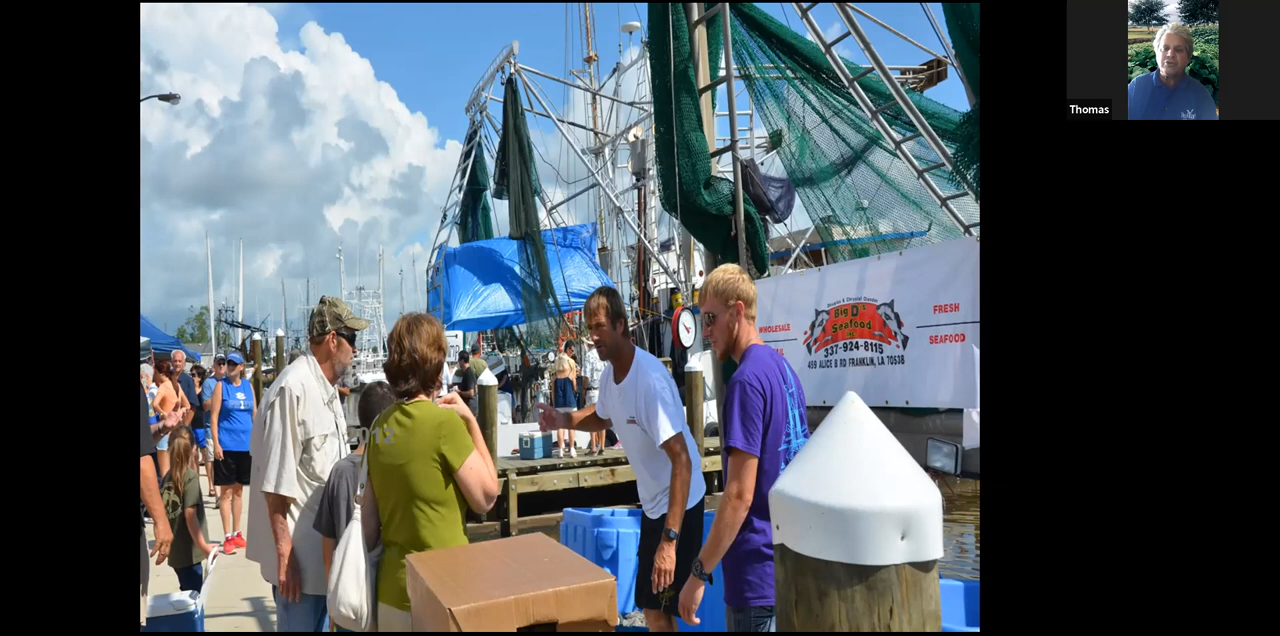 Thomas
Big D's
Seafood
337-924-8115
459 ALICE B RD FRANKLIN, LA 70538
WHOLESALE
FRESH
SEAFOOD